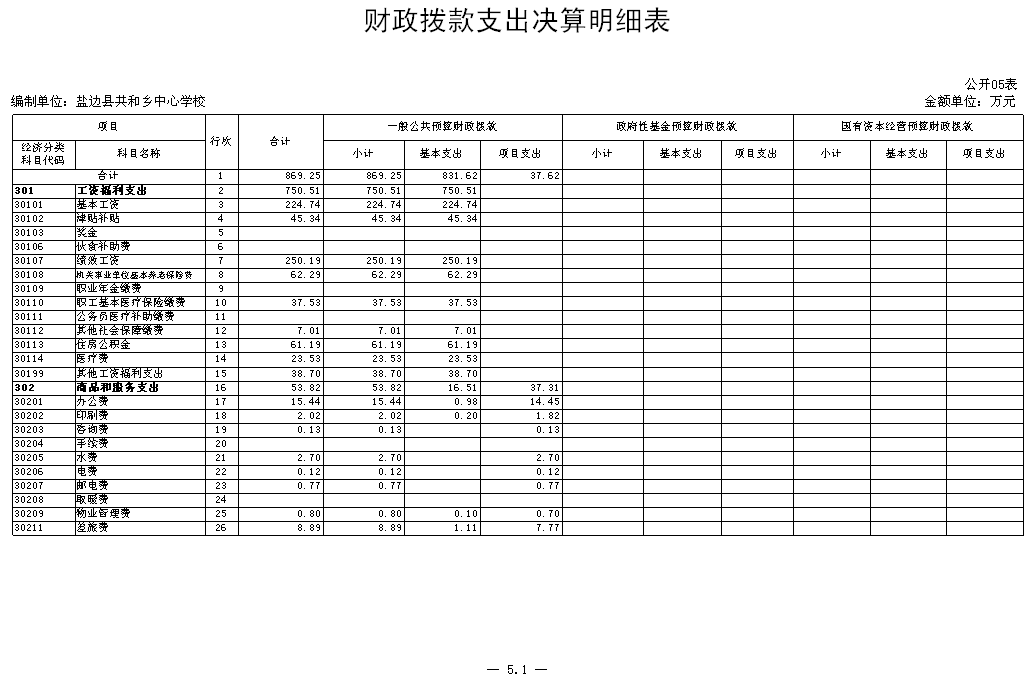 财政拨款支出决算明细表
公开05表
编制单位：盐边县共和乡中心学校 金额单位：万元
项目 行次 合计 一般公共预算财政拨款 政府性基金预算财政拨款 国有资本经营预算财政拨款
经济分类科目代码 科目名称 小计 基本支出 项目支出 小计 基本支出 项目支出 小计 基本支出 项目支出
合计 1 869.25 869.25 831.62 37.62
301 工资福利支出 2 750.51 750.51 750.51
30101 基本工资 3 224.74 224.74 224.74
30102 津贴补贴 4 45.34 45.34 45.34
30103 奖金 5
30106 伙食补助费 6
30107 绩效工资 7 250.19 250.19 250.19
30108 机关事业单位基本养老保险费 8 62.29 62.29 62.29
30109 职业年金缴费 9
30110 职工基本医疗保险缴费 10 37.53 37.53 37.53
30111 公务员医疗补助缴费 11
30112 其他社会保障缴费 12 7.01 7.01 7.01
30113 住房公积金 13 61.19 61.19 61.19
30114 医疗费 14 23.53 23.53 23.53
30199 其他工资福利支出 15 38.70 38.70 38.70
302 商品和服务支出 16 53.82 53.82 16.51 37.31
30201 办公费 17 15.44 15.44 0.98 14.45
30202 印刷费 18 2.02 2.02 0.20 1.82
30203 咨询费 19 0.13 0.13 0.13
30204 手续费 20
30205 水费 21 2.70 2.70 2.70
30206 电费 22 0.12 0.12 0.12
30207 邮电费 23 0.77 0.77 0.77
30208 取暖费 24
30209 物业管理费 25 0.80 0.80 0.10 0.70
30211 差旅费 26 8.89 8.89 1.11 7.77
— 5.1 —